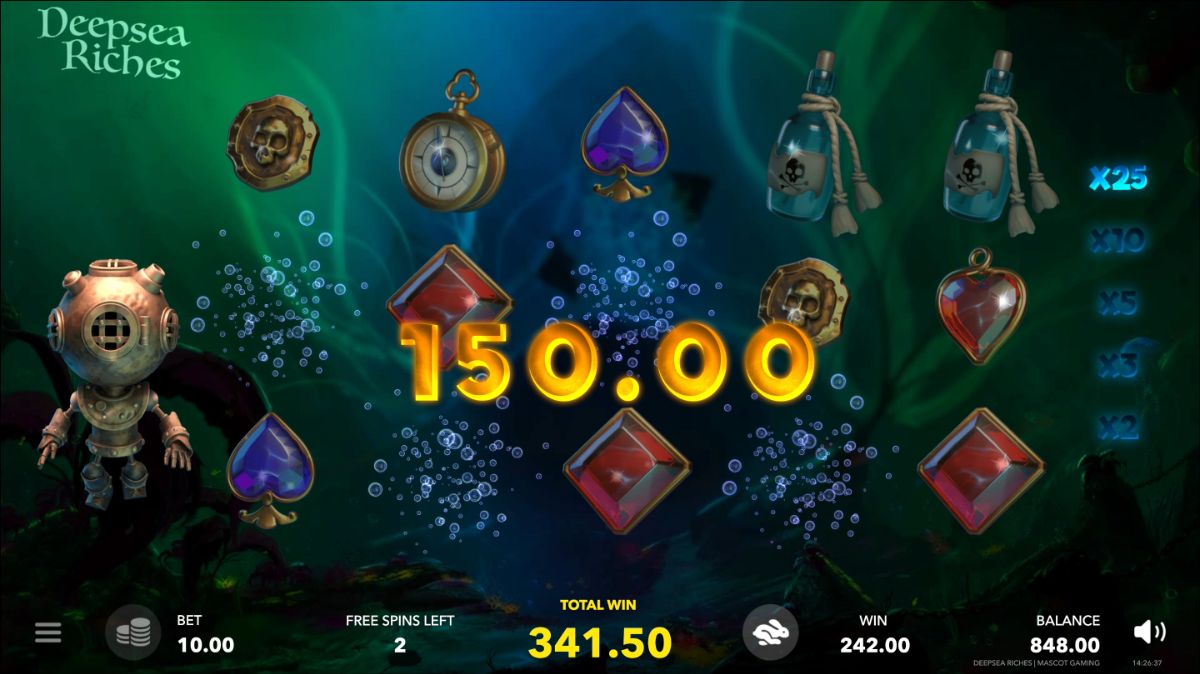 Deepsea
Riches
X25
X10
X5
X3
X2
150.00
BET
10.00
FREE SPINS LEFT
2
TOTAL WIN
341.50
WIN
242.00
BALANCE
848.00
DEEPSEA RICHES | MASCOT GAMING
14:26:37